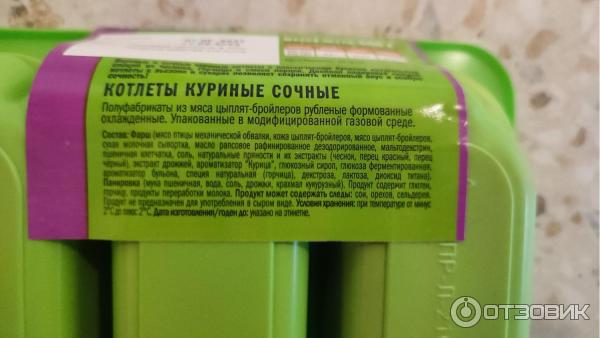 сочность!
КОТЛЕТЫ КУРИНЫЕ СОЧНЫЕ
Полуфабрикаты из мяса цыплят-бройлеров рубленые формованные
охлажденные. Упакованные в модифицированной газовой среде.
Состав: Фарш (мясо птицы механической обвалки, кожа цыплят-бройлеров, мясо цыплят-бройлеров,
сухая молочная сыворотка, масло рапсовое рафинированное дезодорированное, мальтодекстрин,
пшеничная клетчатка, соль, натуральные пряности и их экстракты (чеснок, перец красный, перец
чёрный), экстракт дрожжей, ароматизатор "Курица", глюкозный сироп, глюкоза ферментированная,
ароматизатор бульона, специя натуральная (горчица), декстроза, лактоза, диоксид титана).
Панировка (мука пшеничная, вода, соль, дрожжи, крахмал кукурузный). Продукт содержит глютен,
горчицу, продукты переработки молока. Продукт может содержать следы: сои, орехов, сельдерея.
Продукт не предназначен для употребления в сыром виде. Условия хранения: при температуре от минус
2°С до плюс 2°С. Дата изготовления/годен до: указано на этикетке.
ОТЗОВИК